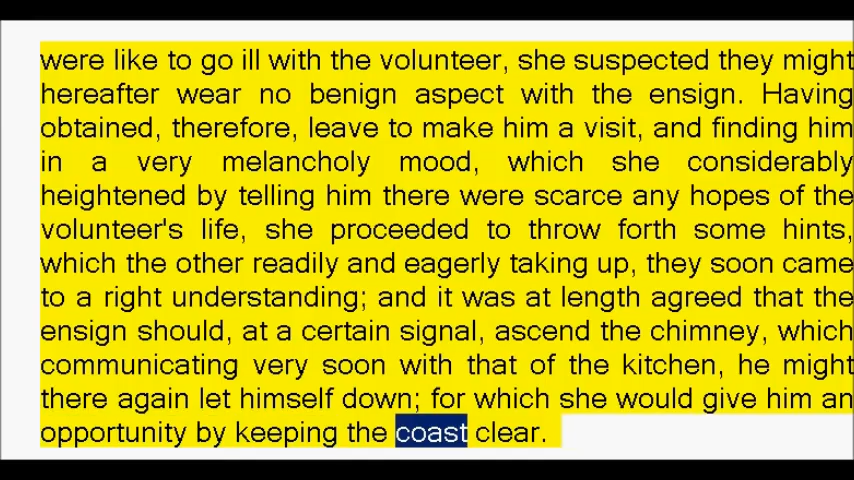 were like to go ill with the volunteer, she suspected they might
hereafter wear no benign aspect with the ensign. Having
obtained, therefore, leave to make him a visit, and finding him
in a very melancholy mood, which she considerably
heightened by telling him there were scarce any hopes of the
volunteer's life, she proceeded to throw forth some hints,
which the other readily and eagerly taking up, they soon came
to a right understanding; and it was at length agreed that the
ensign should, at a certain signal, ascend the chimney, which
communicating very soon with that of the kitchen, he might
there again let himself down; for which she would give him an
opportunity by keeping the coast clear.